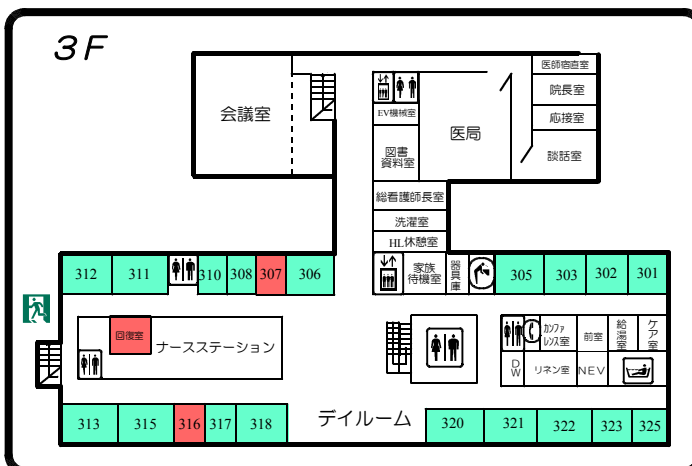 3F
医師宿直室
院長室
応接室
談話室
会議室
EV機械室
医局
図書
資料室
総看護師長室
洗濯室
HL休憩室
家族
待機室
器具庫
312
311
310
308
307
306
305
303
302
301
回復室
ナースステーション
カンファ
レンス室
前室
給湯室
ケア室
DW
リネン室
NEV
313
315
316
317
318
デイルーム
320
321
322
323
325